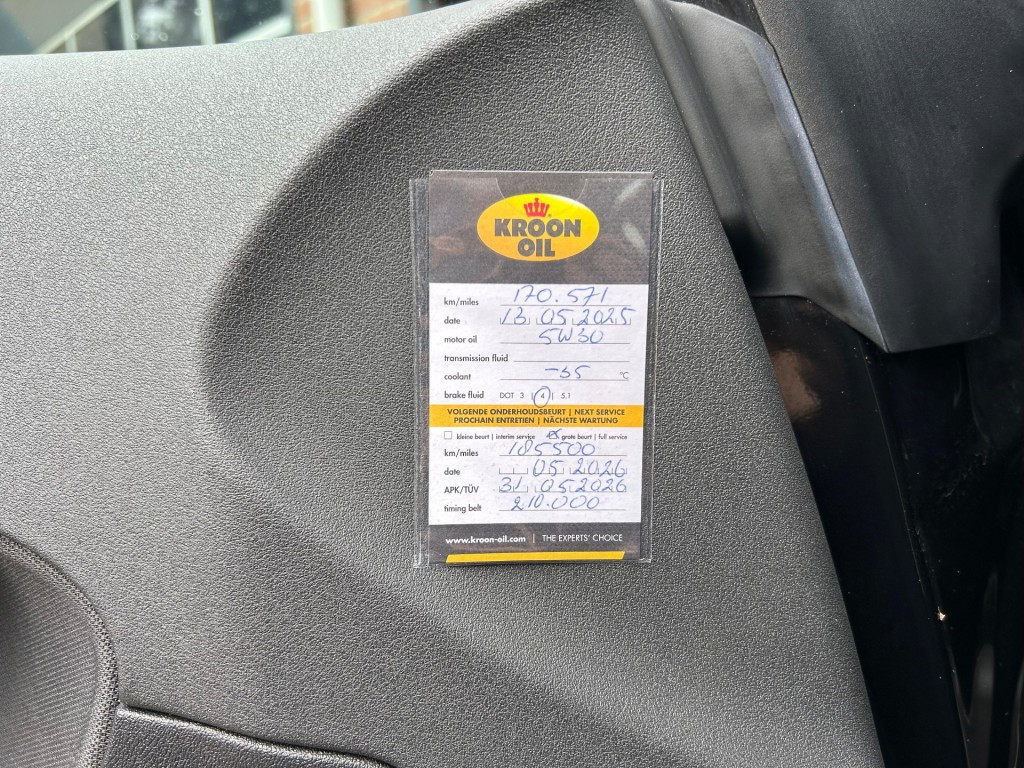 KROON
OIL
km/miles 170.571
date 13 05 2025
motor oil 5W30
transmission fluid
coolant -35 °C
brake fluid DOT 3 | 4 | 5.1
VOLGENDE ONDERHOUDSBEURT | NEXT SERVICE
PROCHAIN ENTRETIEN | NÄCHSTE WARTUNG
kleine beurt | interim service grote beurt | full service
km/miles 185500
date 05 2026
APK/TÜV 31 05 2026
timing belt 210.000
www.kroon-oil.com | THE EXPERTS' CHOICE